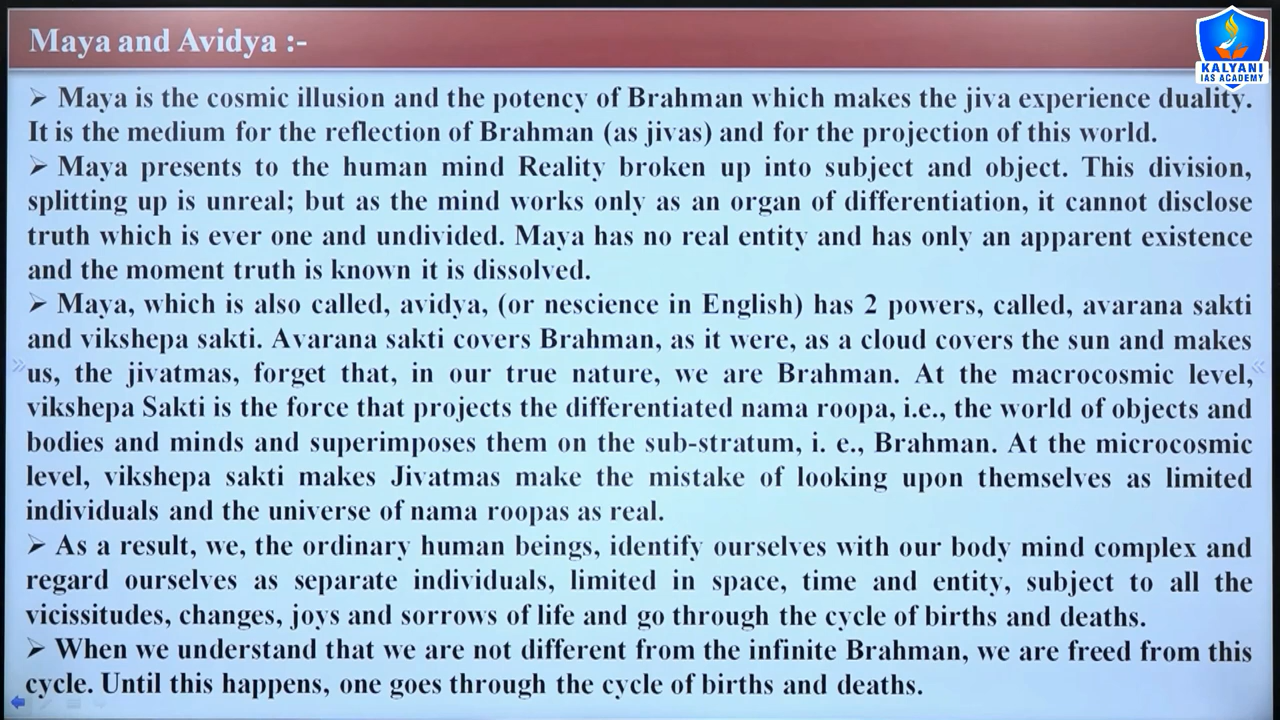 Maya and Avidya :-
KALYANI
IAS ACADEMY
➢ Maya is the cosmic illusion and the potency of Brahman which makes the jiva experience duality.
It is the medium for the reflection of Brahman (as jivas) and for the projection of this world.
➢ Maya presents to the human mind Reality broken up into subject and object. This division,
splitting up is unreal; but as the mind works only as an organ of differentiation, it cannot disclose
truth which is ever one and undivided. Maya has no real entity and has only an apparent existence
and the moment truth is known it is dissolved.
➢ Maya, which is also called, avidya, (or nescience in English) has 2 powers, called, avarana sakti
and vikshepa sakti. Avarana sakti covers Brahman, as it were, as a cloud covers the sun and makes
us, the jivatmas, forget that, in our true nature, we are Brahman. At the macrocosmic level,
vikshepa Sakti is the force that projects the differentiated nama roopa, i.e., the world of objects and
bodies and minds and superimposes them on the sub-stratum, i. e., Brahman. At the microcosmic
level, vikshepa sakti makes Jivatmas make the mistake of looking upon themselves as limited
individuals and the universe of nama roopas as real.
➢ As a result, we, the ordinary human beings, identify ourselves with our body mind complex and
regard ourselves as separate individuals, limited in space, time and entity, subject to all the
vicissitudes, changes, joys and sorrows of life and go through the cycle of births and deaths.
➢ When we understand that we are not different from the infinite Brahman, we are freed from this
cycle. Until this happens, one goes through the cycle of births and deaths.